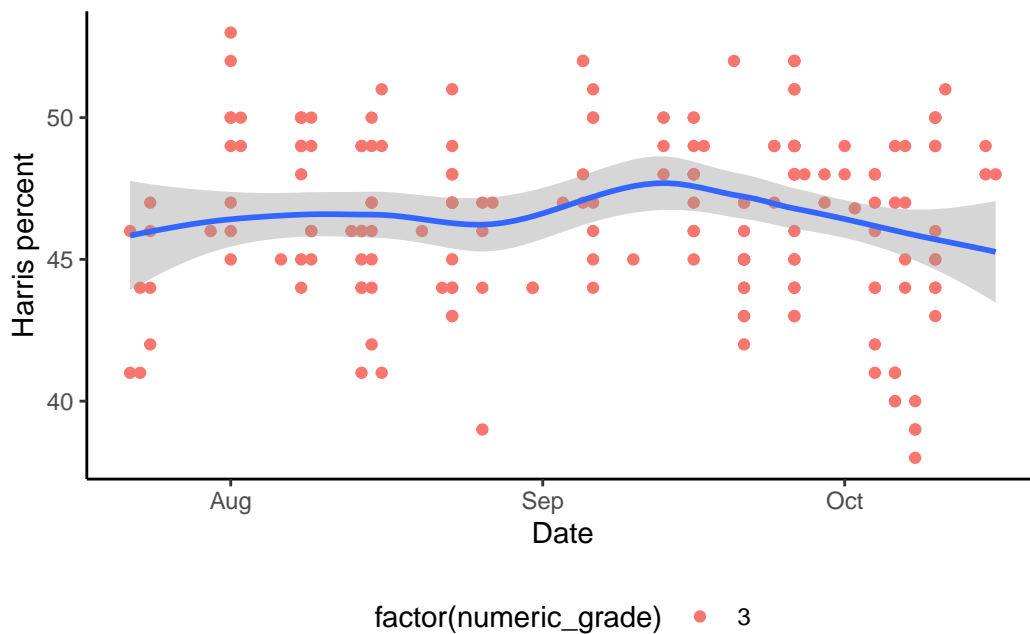 50
45
40
Harris percent
Aug
Sep
Oct
Date
factor(numeric_grade)
3